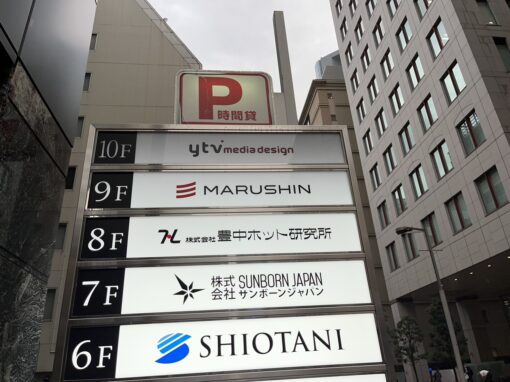 P
時間貸
10F ytv media design
9F MARUSHIN
8F 株式会社 豊中ホット研究所
7F 株式会社 SUNBORN JAPAN サンボーンジャパン
6F SHIOTANI